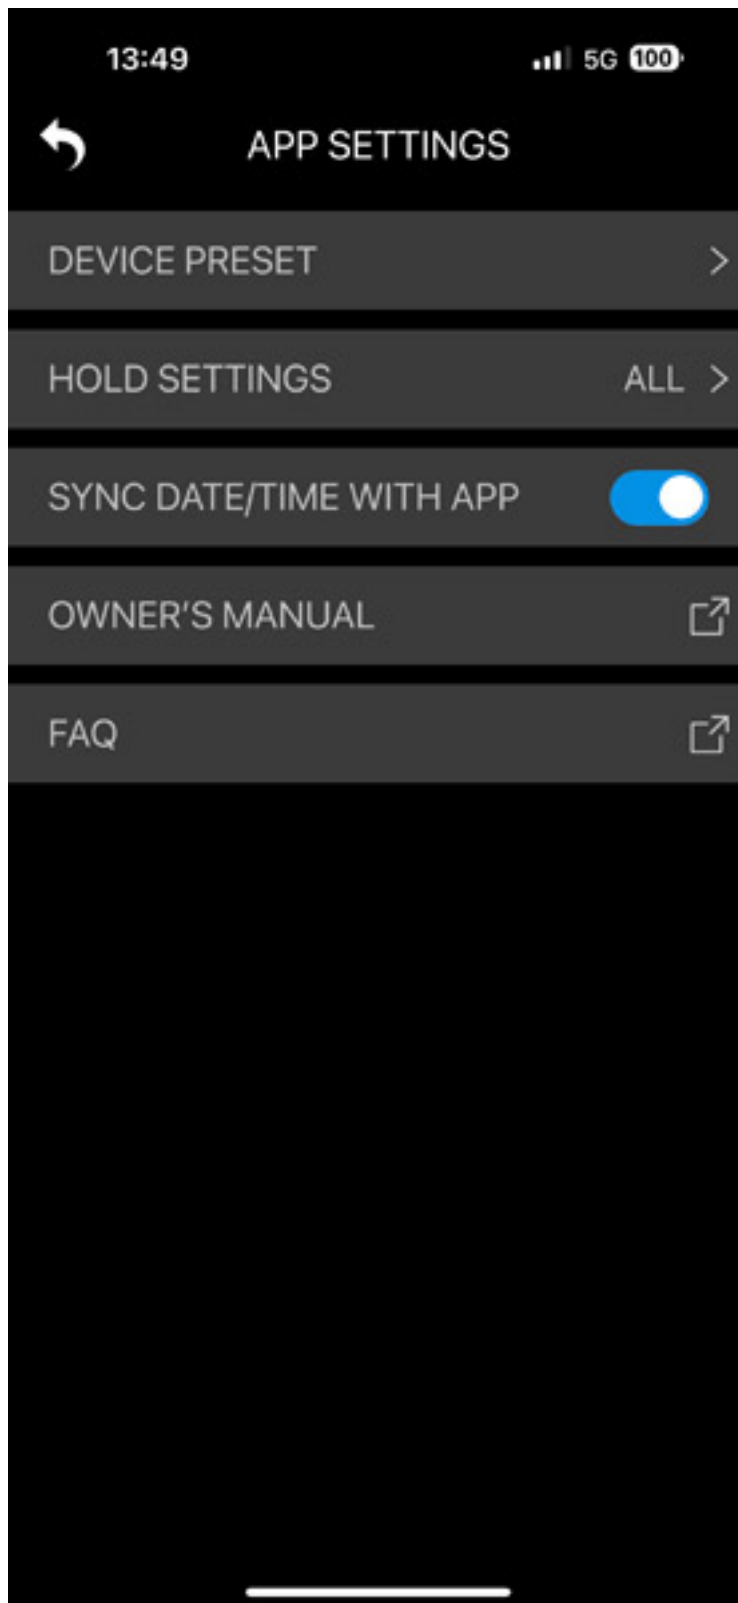 13:49 5G 100
APP SETTINGS
DEVICE PRESET
HOLD SETTINGS ALL
SYNC DATE/TIME WITH APP
OWNER'S MANUAL
FAQ